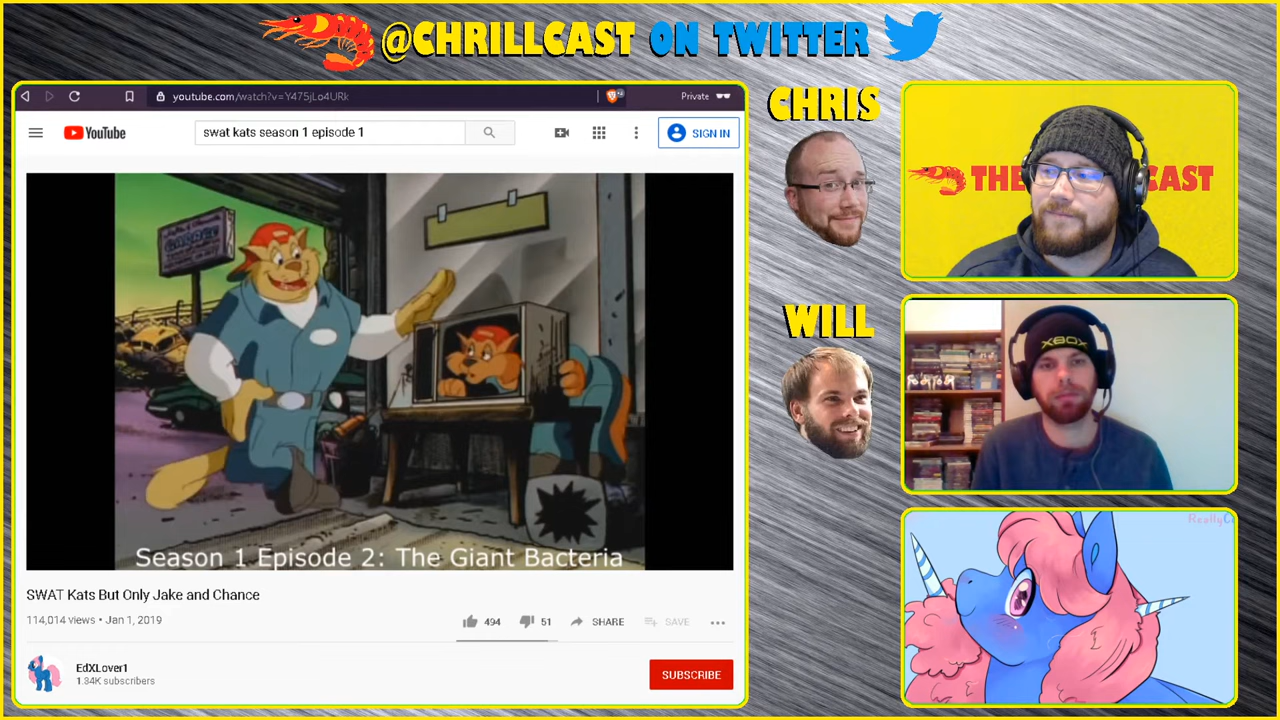 @CHRILLCAST ON TWITTER
youtube.com/watch?v=Y475jLo4URk
Private
YouTube
swat kats season 1 episode 1
SIGN IN
GARAGE
Season 1 Episode 2: The Giant Bacteria
SWAT Kats But Only Jake and Chance
114,014 views • Jan 1, 2019
494
51
SHARE
SAVE
EdXLover1
1.84K subscribers
SUBSCRIBE
CHRIS
THE
CAST
WILL
XBOX